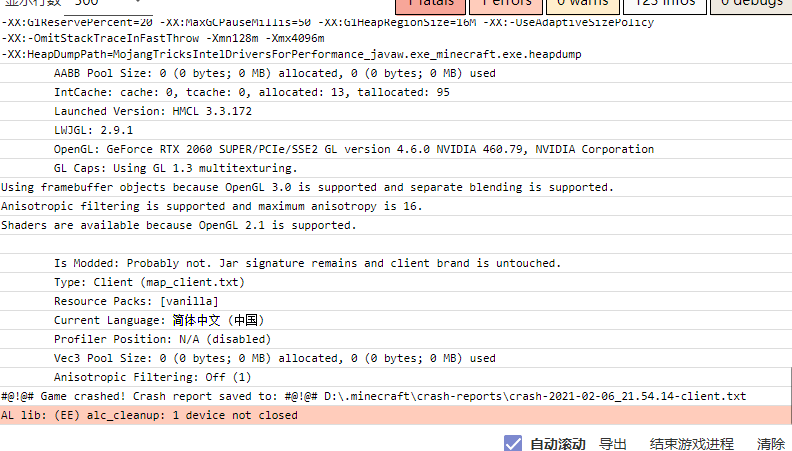 显示行数 500 1 fatals 1 errors 0 warns 123 infos 0 debugs
-XX:G1ReservePercent=20 -XX:MaxGCPauseMillis=50 -XX:G1HeapRegionSize=16M -XX:-UseAdaptiveSizePolicy
-XX:-OmitStackTraceInFastThrow -Xmn128m -Xmx4096m
-XX:HeapDumpPath=MojangTricksIntelDriversForPerformance_javaw.exe_minecraft.exe.heapdump
AABB Pool Size: 0 (0 bytes; 0 MB) allocated, 0 (0 bytes; 0 MB) used
IntCache: cache: 0, tcache: 0, allocated: 13, tallocated: 95
Launched Version: HMCL 3.3.172
LWJGL: 2.9.1
OpenGL: GeForce RTX 2060 SUPER/PCIe/SSE2 GL version 4.6.0 NVIDIA 460.79, NVIDIA Corporation
GL Caps: Using GL 1.3 multitexturing.
Using framebuffer objects because OpenGL 3.0 is supported and separate blending is supported.
Anisotropic filtering is supported and maximum anisotropy is 16.
Shaders are available because OpenGL 2.1 is supported.
Is Modded: Probably not. Jar signature remains and client brand is untouched.
Type: Client (map_client.txt)
Resource Packs: [vanilla]
Current Language: 简体中文 (中国)
Profiler Position: N/A (disabled)
Vec3 Pool Size: 0 (0 bytes; 0 MB) allocated, 0 (0 bytes; 0 MB) used
Anisotropic Filtering: Off (1)
#@!@# Game crashed! Crash report saved to: #@!@# D:\.minecraft\crash-reports\crash-2021-02-06_21.54.14-client.txt
AL lib: (EE) alc_cleanup: 1 device not closed
自动滚动 导出 结束游戏进程 清除